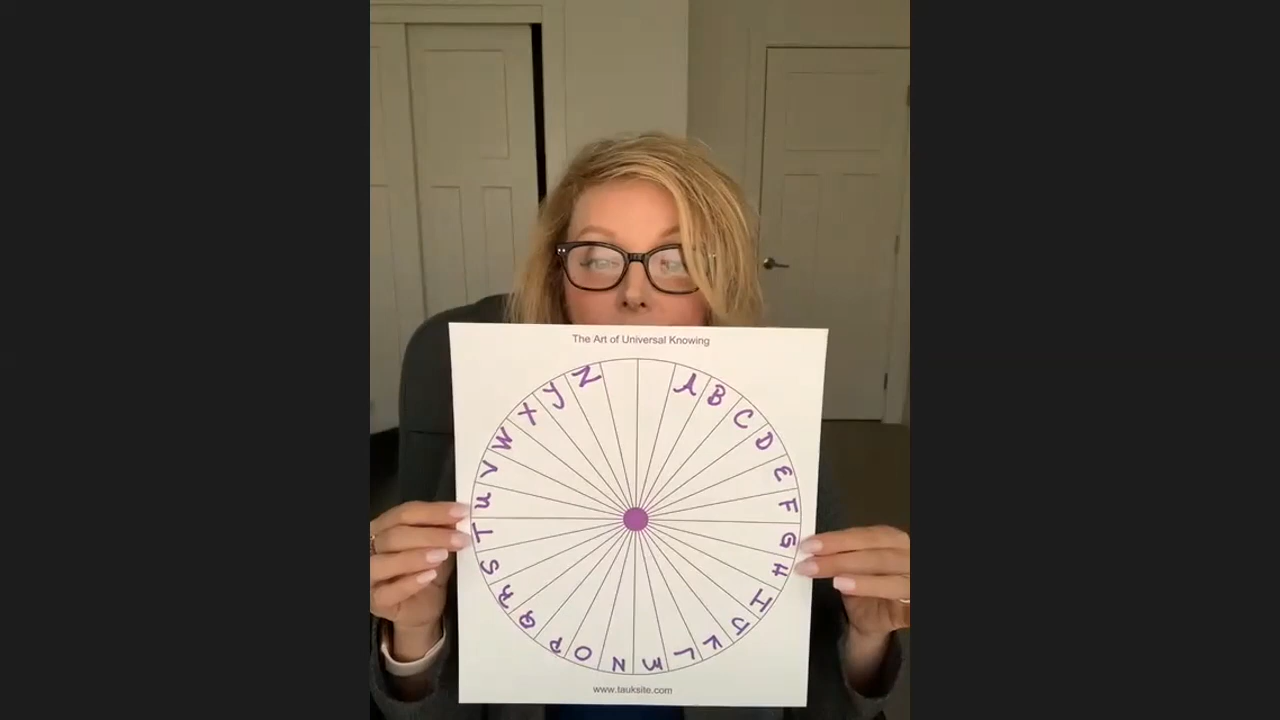 The Art of Universal Knowing
A B C D E F G H I J K L M N O P Q R S T U V W X Y Z
www.tauksite.com